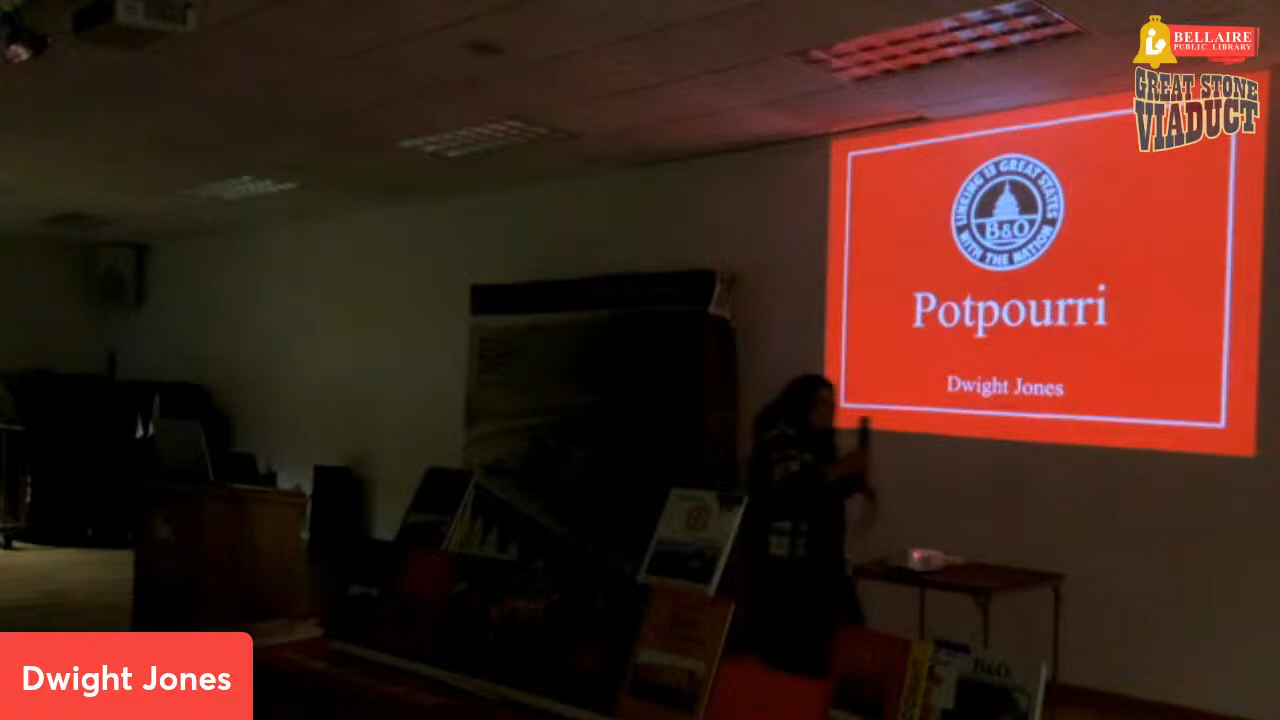 BELLAIRE
PUBLIC LIBRARY
GREAT STONE
VIADUCT
LINKING 13 GREAT STATES
B&O
WITH THE NATION
Potpourri
Dwight Jones
B&O
Dwight Jones